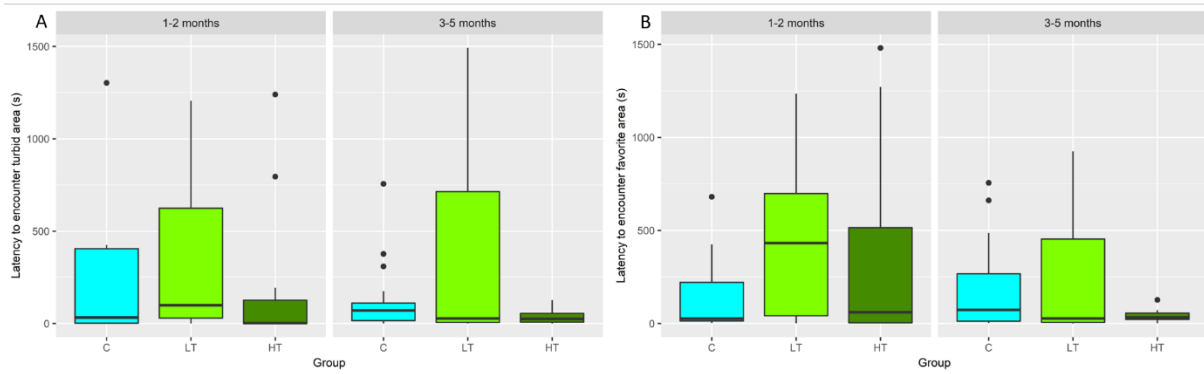 A
1-2 months
3-5 months
Latency to encounter turbid area (s)
1500
1000
500
0
C
LT
HT
C
LT
HT
Group
B
1-2 months
3-5 months
Latency to encounter favorite area (s)
1500
1000
500
0
C
LT
HT
C
LT
HT
Group